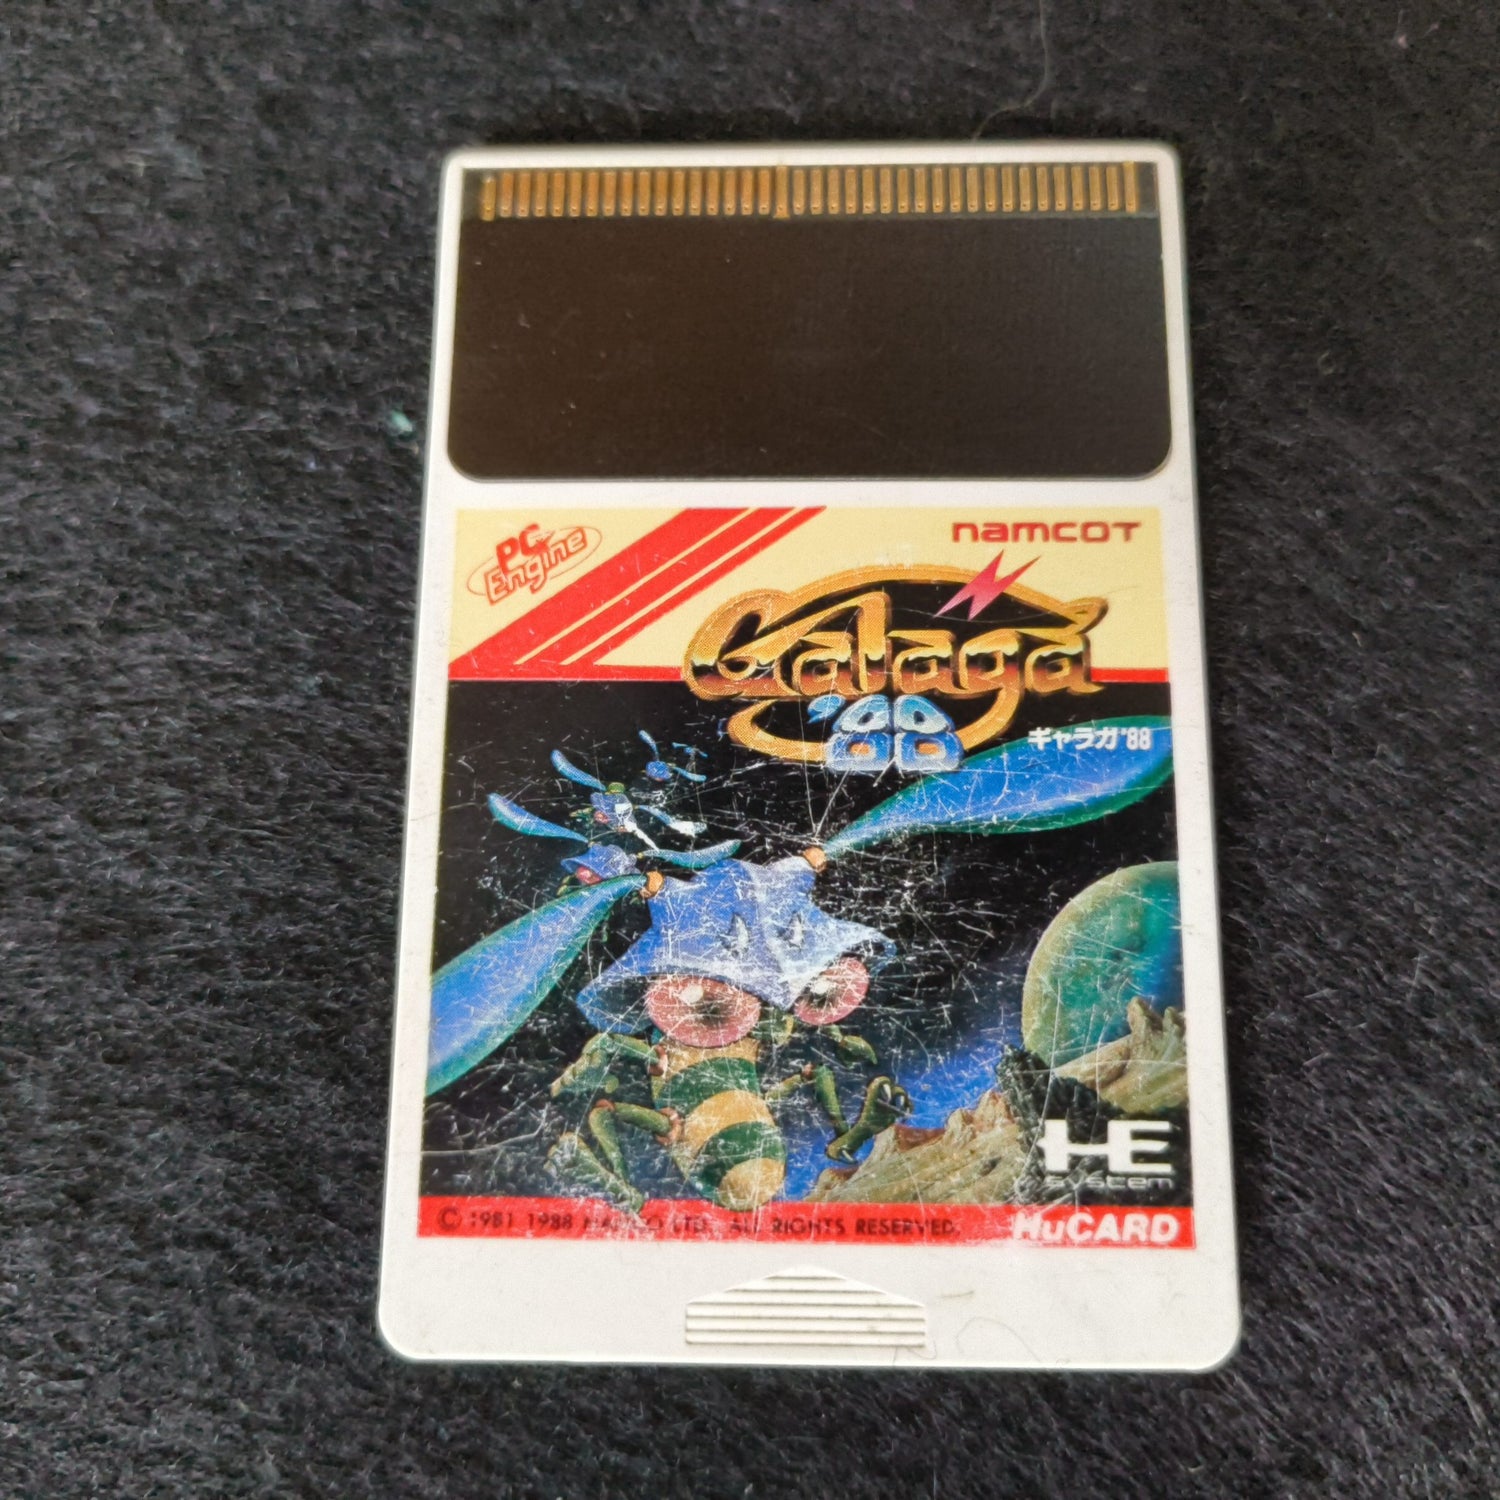 PC Engine
namcot
Galaga
'88
ギャラガ'88
HE
system
© 1981 1988 NAMCO LTD. ALL RIGHTS RESERVED.
HuCARD